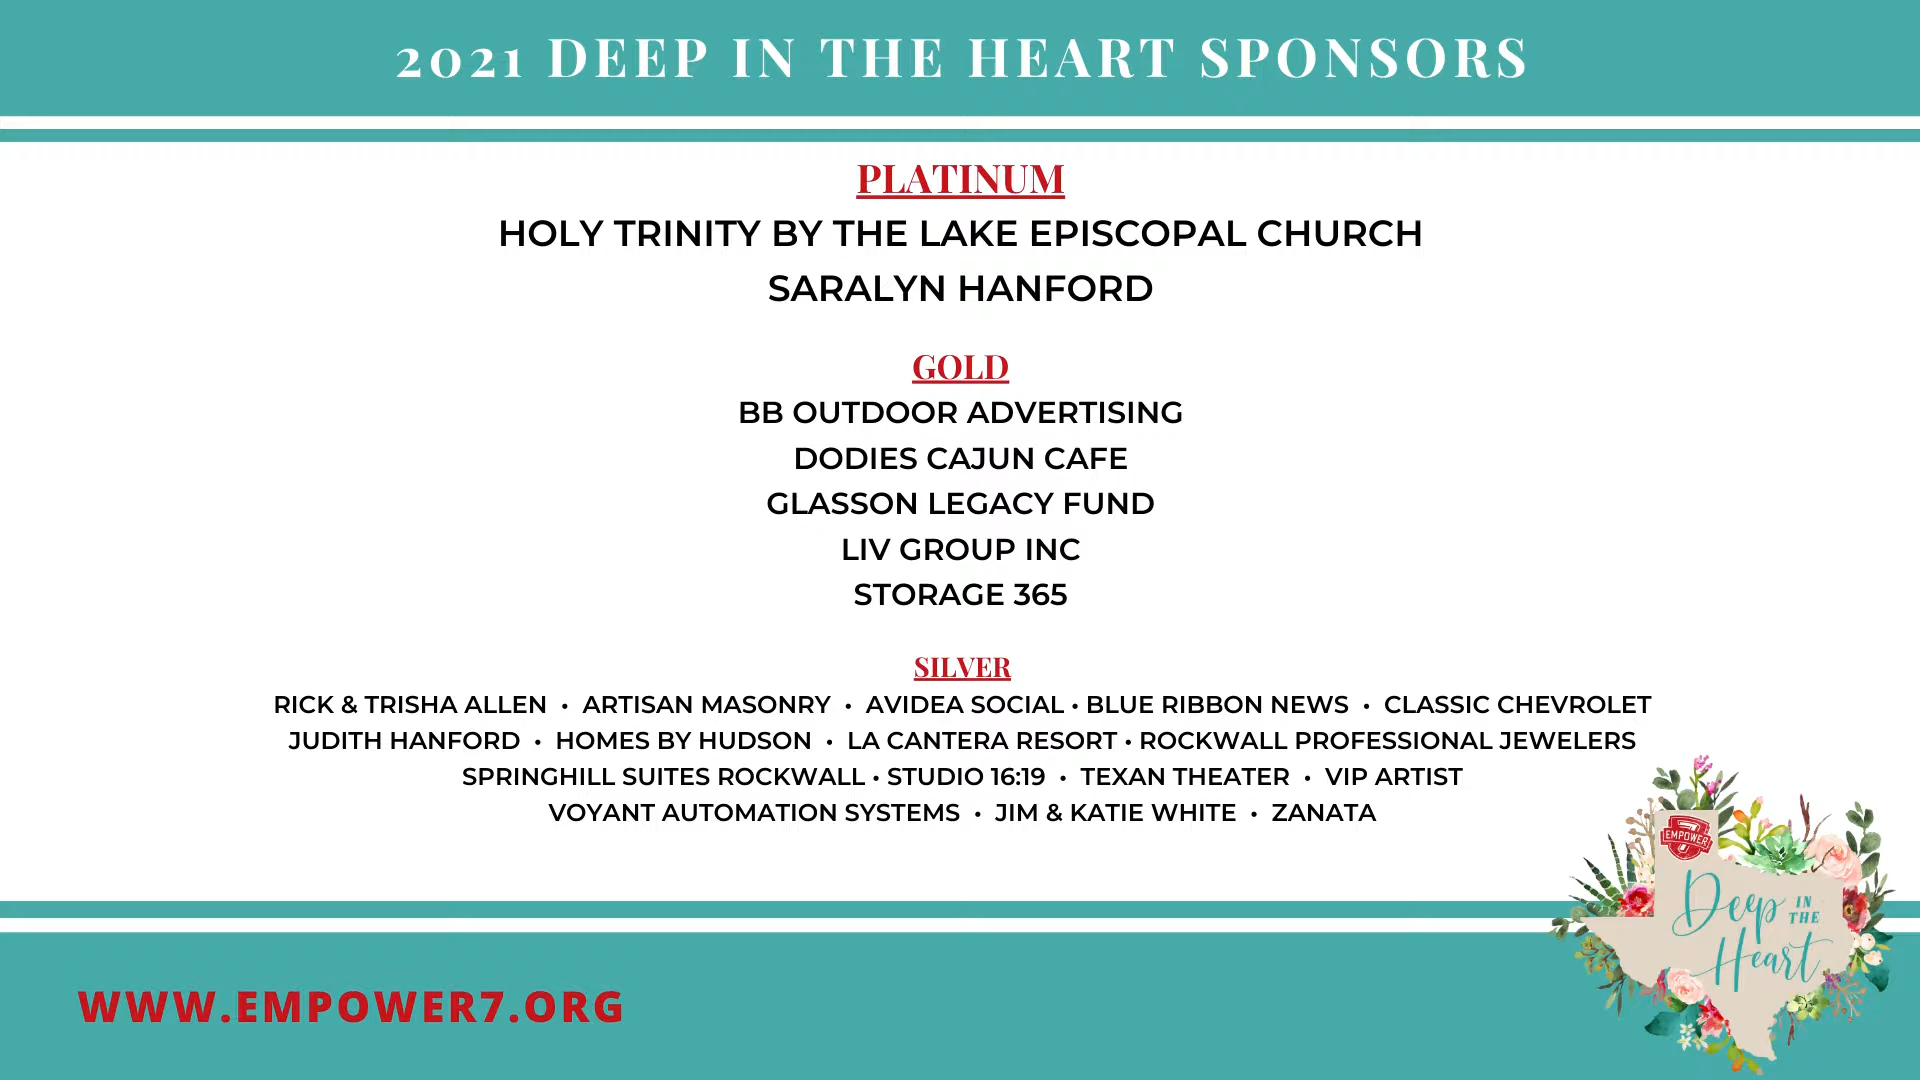 2021 DEEP IN THE HEART SPONSORS
PLATINUM
HOLY TRINITY BY THE LAKE EPISCOPAL CHURCH
SARALYN HANFORD
GOLD
BB OUTDOOR ADVERTISING
DODIES CAJUN CAFE
GLASSON LEGACY FUND
LIV GROUP INC
STORAGE 365
SILVER
RICK & TRISHA ALLEN • ARTISAN MASONRY • AVIDEA SOCIAL • BLUE RIBBON NEWS • CLASSIC CHEVROLET
JUDITH HANFORD • HOMES BY HUDSON • LA CANTERA RESORT • ROCKWALL PROFESSIONAL JEWELERS
SPRINGHILL SUITES ROCKWALL • STUDIO 16:19 • TEXAN THEATER • VIP ARTIST
VOYANT AUTOMATION SYSTEMS • JIM & KATIE WHITE • ZANATA
EMPOWER
7
Deep IN THE
Heart
WWW.EMPOWER7.ORG